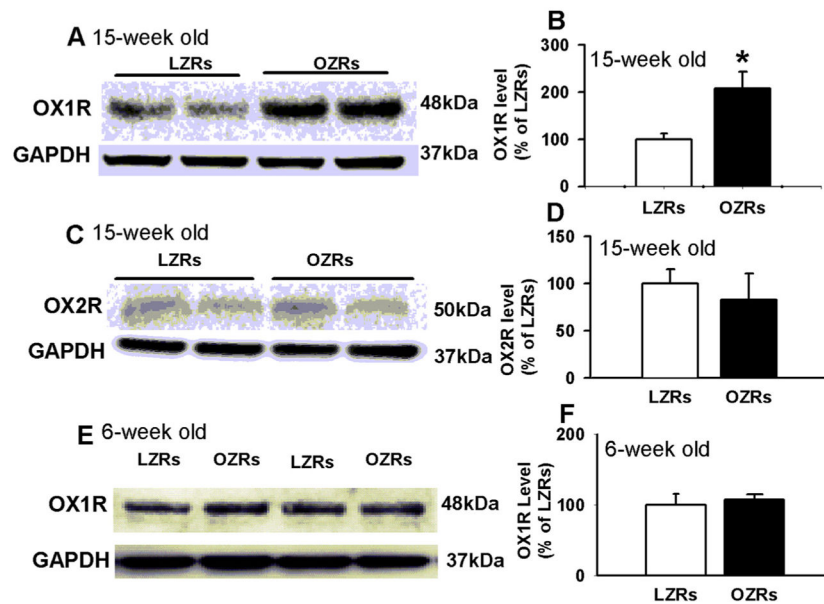 A 15-week old
LZRs OZRs
OX1R 48kDa
GAPDH 37kDa
B
15-week old
*
OX1R level
(% of LZRs)
300
200
100
0
LZRs OZRs
C 15-week old
LZRs OZRs
OX2R 50kDa
GAPDH 37kDa
D
15-week old
OX2R level
(% of LZRs)
150
100
50
0
LZRs OZRs
E 6-week old
LZRs OZRs LZRs OZRs
OX1R 48kDa
GAPDH 37kDa
F
6-week old
OX1R Level
(% of LZRs)
200
100
0
LZRs OZRs